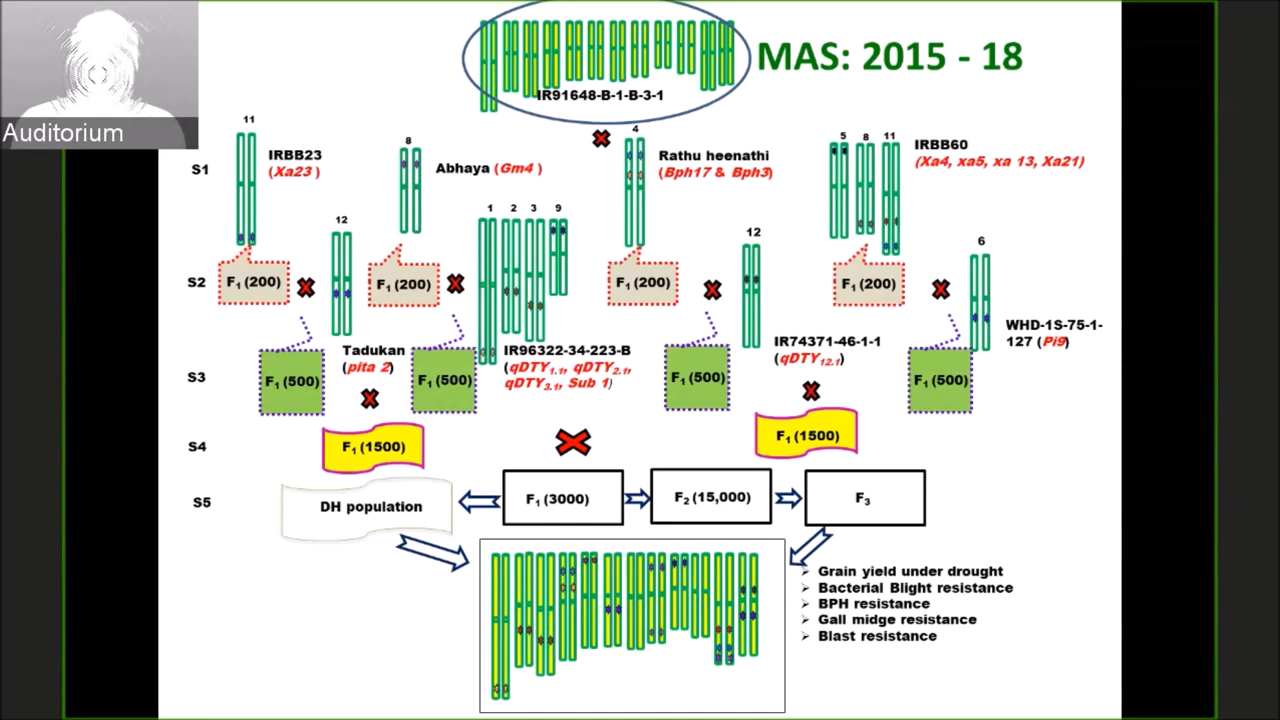 Auditorium
MAS: 2015 - 18
IR91648-B-1-B-3-1
S1
11
IRBB23
(Xa23 )
8
Abhaya (Gm4 )
4
Rathu heenathi
(Bph17 & Bph3)
5 8 11
IRBB60
(Xa4, xa5, xa 13, Xa21)
S2
F1 (200)
12
F1 (200)
1 2 3 9
F1 (200)
12
F1 (200)
6
S3
F1 (500)
Tadukan
(pita 2)
F1 (500)
IR96322-34-223-B
(qDTY1.1, qDTY2.1,
qDTY3.1, Sub 1)
F1 (500)
IR74371-46-1-1
(qDTY12.1)
F1 (500)
WHD-1S-75-1-
127 (Pi9)
S4
F1 (1500)
F1 (1500)
S5
DH population
F1 (3000)
F2 (15,000)
F3
Grain yield under drought
Bacterial Blight resistance
BPH resistance
Gall midge resistance
Blast resistance